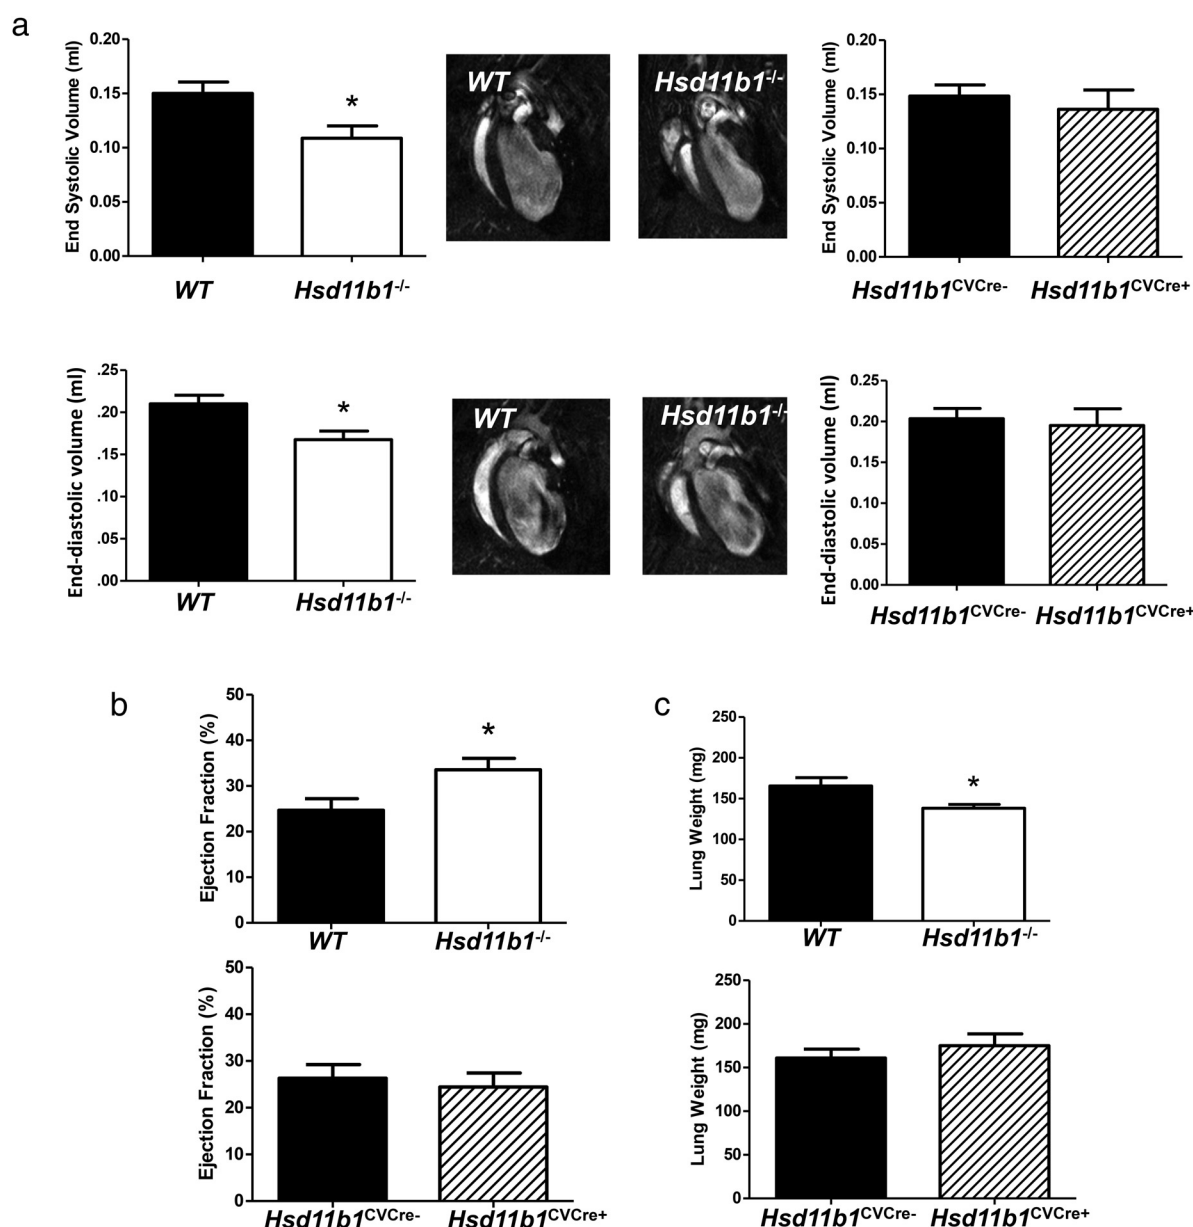 a
End Systolic Volume (ml)
0.20
0.15
0.10
0.05
0.00
*
WT
Hsd11b1-/-
WT
Hsd11b1-/-
End Systolic Volume (ml)
0.20
0.15
0.10
0.05
0.00
Hsd11b1CVCre-
Hsd11b1CVCre+
End-diastolic volume (ml)
.25
.20
.15
.10
.05
.00
*
WT
Hsd11b1-/-
WT
Hsd11b1-/-
End-diastolic volume (ml)
0.25
0.20
0.15
0.10
0.05
0.00
Hsd11b1CVCre-
Hsd11b1CVCre+
b
Ejection Fraction (%)
50
40
30
20
10
0
*
WT
Hsd11b1-/-
Ejection Fraction (%)
50
40
30
20
10
0
Hsd11b1CVCre-
Hsd11b1CVCre+
c
Lung Weight (mg)
250
200
150
100
50
0
*
WT
Hsd11b1-/-
Lung Weight (mg)
250
200
150
100
50
0
Hsd11b1CVCre-
Hsd11b1CVCre+